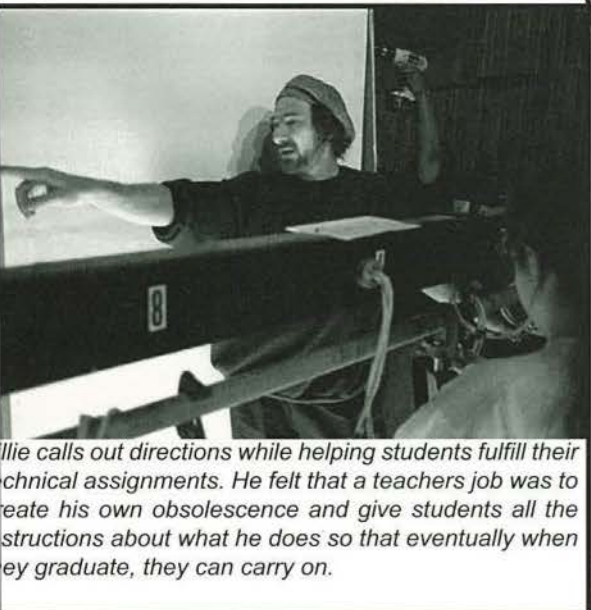 8
llie calls out directions while helping students fulfill their
chnical assignments. He felt that a teachers job was to
reate his own obsolescence and give students all the
structions about what he does so that eventually when
ey graduate, they can carry on.